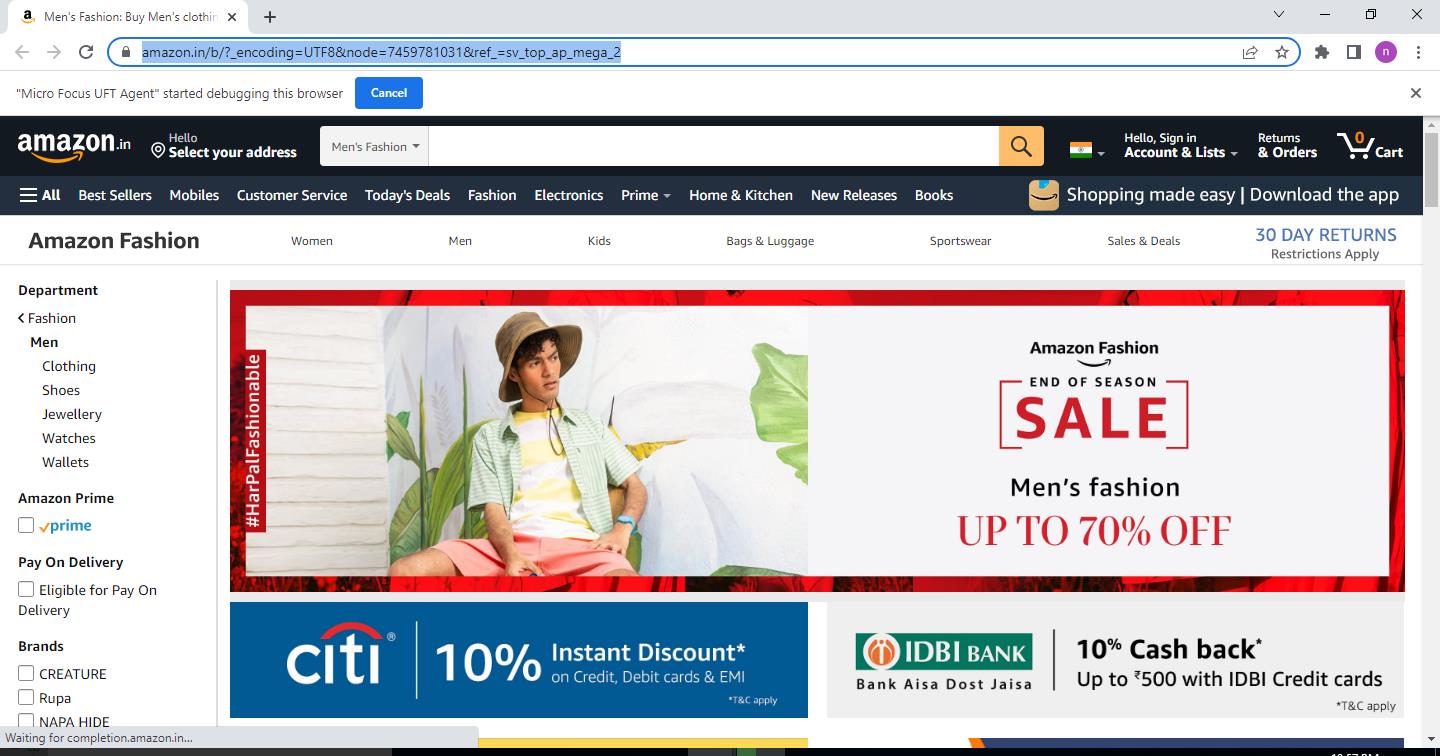 Men's Fashion: Buy Men's clothin
amazon.in/b/?_encoding=UTF8&node=7459781031&ref_=sv_top_ap_mega_2
n
"Micro Focus UFT Agent" started debugging this browser
Cancel
amazon.in
Hello
Select your address
Men's Fashion
Hello, Sign in
Account & Lists
Returns
& Orders
0
Cart
All
Best Sellers
Mobiles
Customer Service
Today's Deals
Fashion
Electronics
Prime
Home & Kitchen
New Releases
Books
Shopping made easy | Download the app
Amazon Fashion
Women
Men
Kids
Bags & Luggage
Sportswear
Sales & Deals
30 DAY RETURNS
Restrictions Apply
Department
Fashion
Men
Clothing
Shoes
Jewellery
Watches
Wallets
Amazon Prime
prime
Pay On Delivery
Eligible for Pay On
Delivery
Brands
CREATURE
Rupa
NAPA HIDE
#HarPalFashionable
Amazon Fashion
END OF SEASON
SALE
Men's fashion
UP TO 70% OFF
citi®
10%
Instant Discount*
on Credit, Debit cards & EMI
*T&C apply
IDBI BANK
Bank Aisa Dost Jaisa
10% Cash back*
Up to ₹500 with IDBI Credit cards
*T&C apply
Waiting for completion.amazon.in...